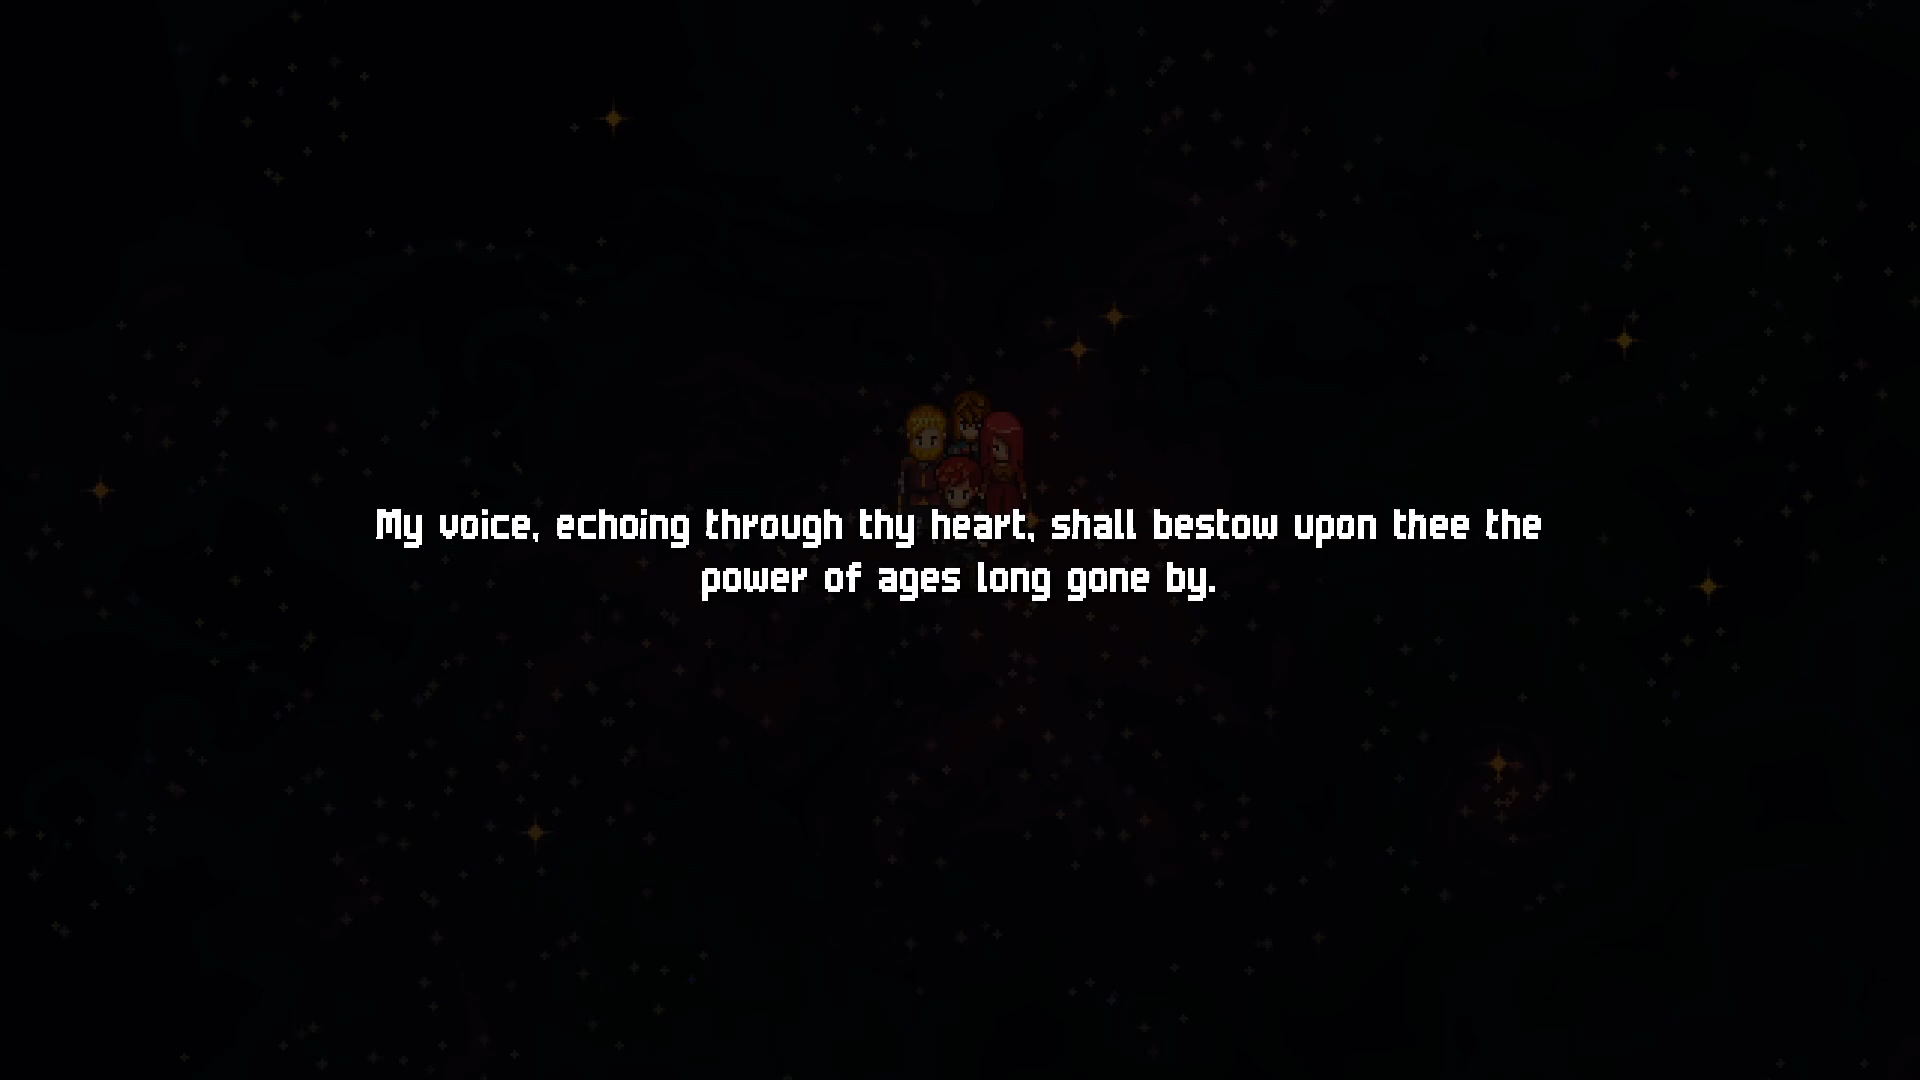 My voice, echoing through thy heart, shall bestow upon thee the
power of ages long gone by.